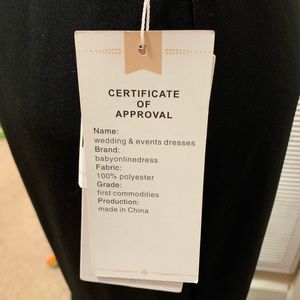 CERTIFICATE
OF
APPROVAL
Name:
wedding & events dresses
Brand:
babyonlinedress
Fabric:
100% polyester
Grade:
first commodities
Production:
made in China